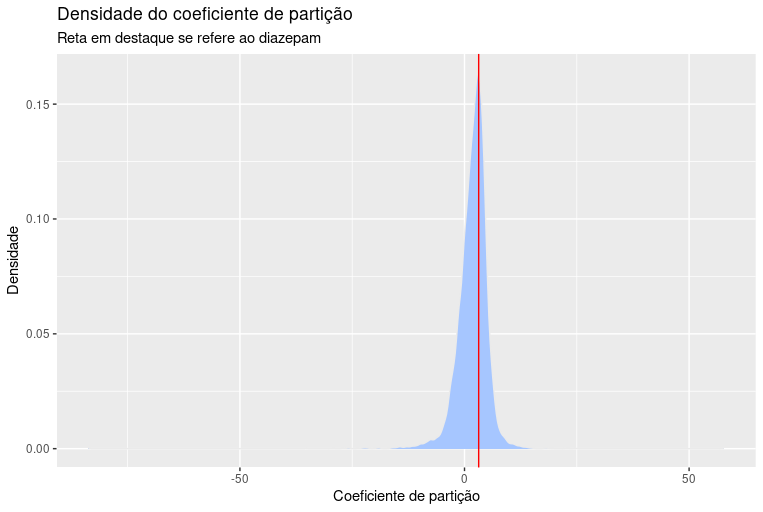 Densidade do coeficiente de partição
Reta em destaque se refere ao diazepam
Densidade
0.15
0.10
0.05
0.00
-50
0
50
Coeficiente de partição